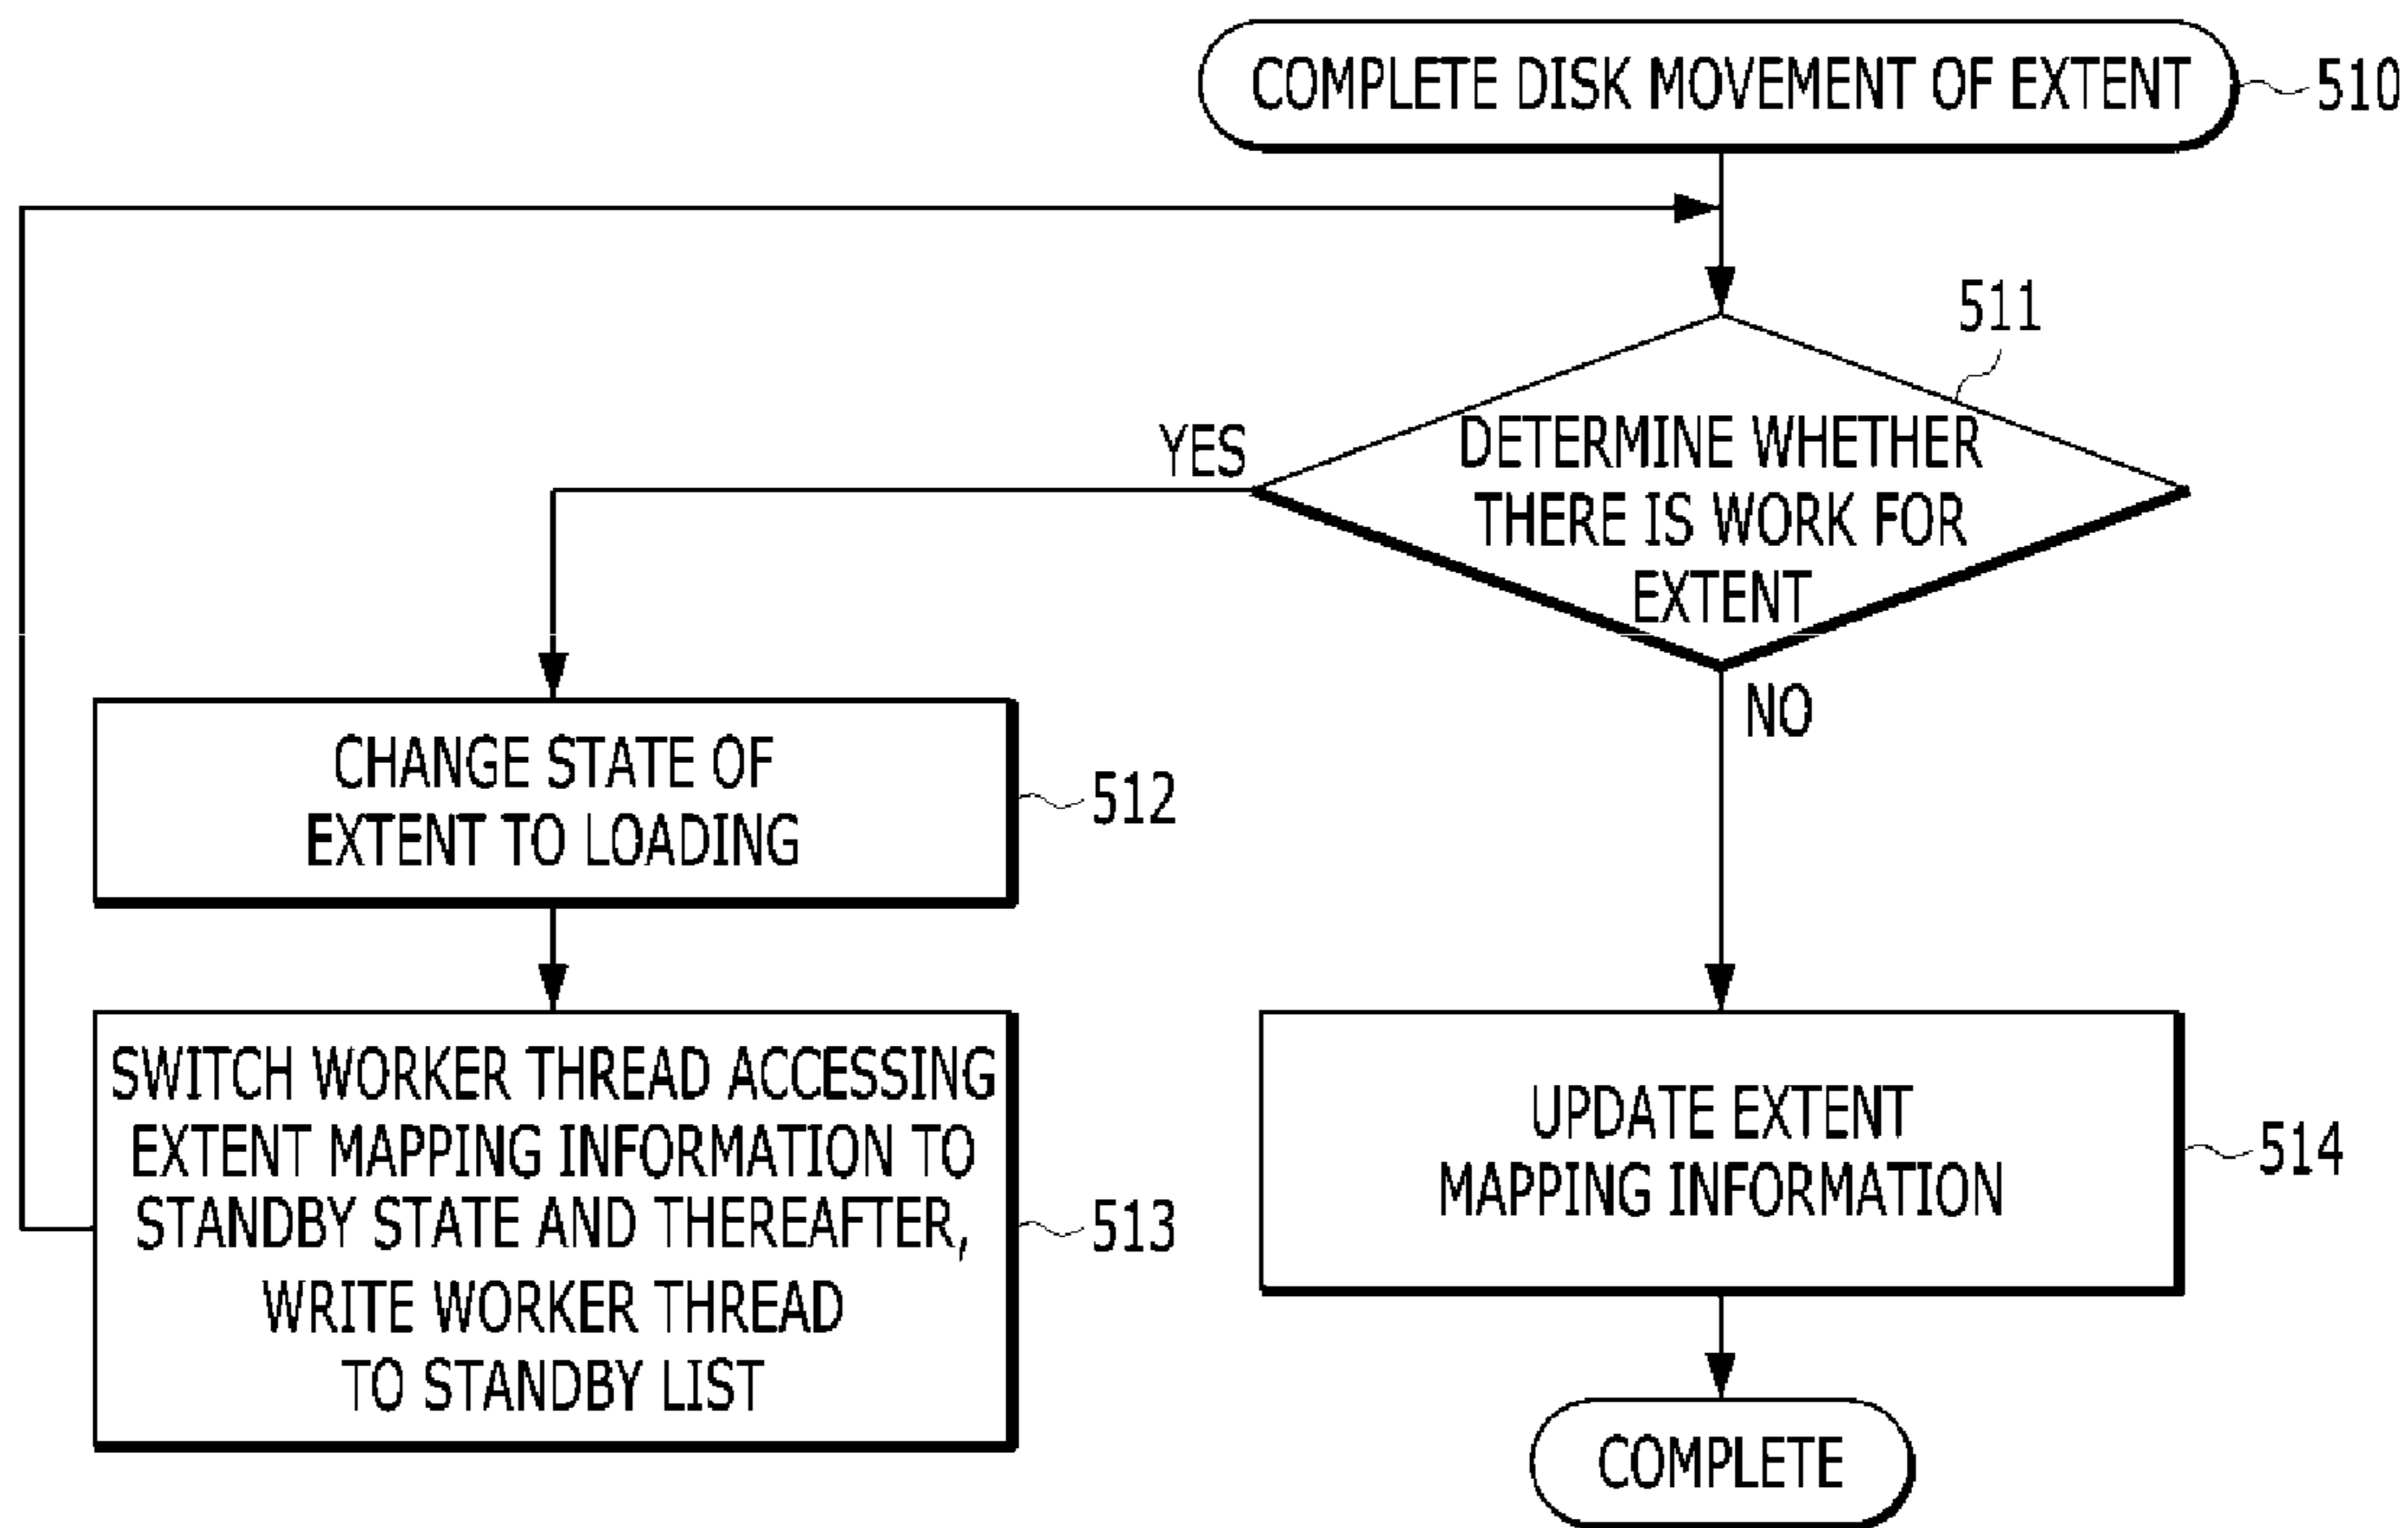 COMPLETE DISK MOVEMENT OF EXTENT
510
511
DETERMINE WHETHER
THERE IS WORK FOR
EXTENT
YES
NO
CHANGE STATE OF
EXTENT TO LOADING
512
SWITCH WORKER THREAD ACCESSING
EXTENT MAPPING INFORMATION TO
STANDBY STATE AND THEREAFTER,
WRITE WORKER THREAD
TO STANDBY LIST
513
UPDATE EXTENT
MAPPING INFORMATION
514
COMPLETE